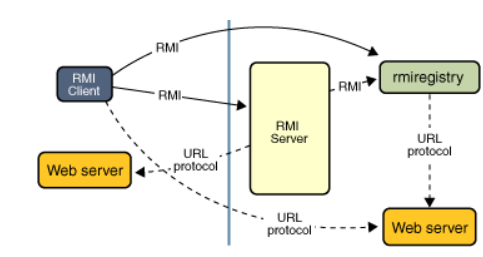 RMI
RMI
Client
RMI
RMI
Server
RMI
rmiregistry
URL
protocol
Web server
URL
protocol
URL
protocol
Web server